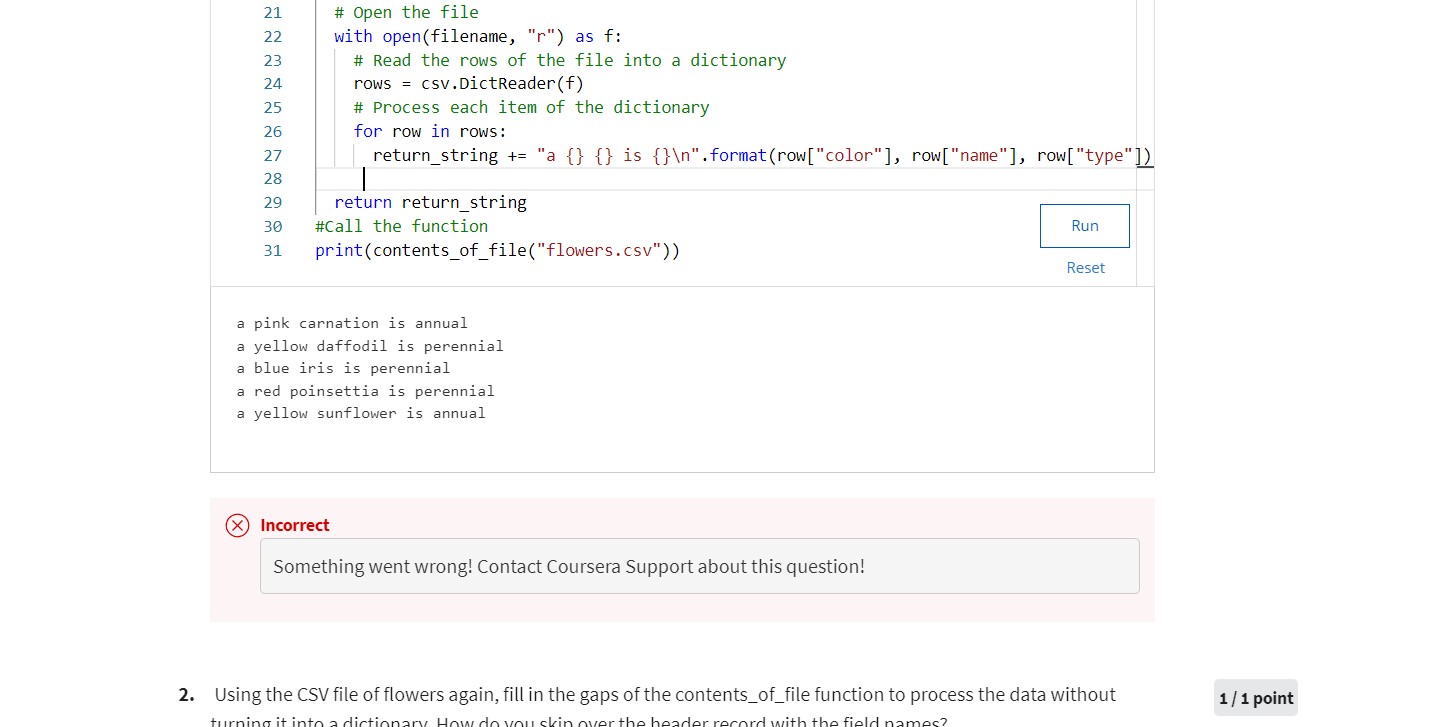 21 # Open the file
22 with open(filename, "r") as f:
23 # Read the rows of the file into a dictionary
24 rows = csv.DictReader(f)
25 # Process each item of the dictionary
26 for row in rows:
27 return_string += "a {} {} is {}\n".format(row["color"], row["name"], row["type"])
28
29 return return_string
30 #Call the function
31 print(contents_of_file("flowers.csv"))
Run
Reset
a pink carnation is annual
a yellow daffodil is perennial
a blue iris is perennial
a red poinsettia is perennial
a yellow sunflower is annual
Incorrect
Something went wrong! Contact Coursera Support about this question!
2. Using the CSV file of flowers again, fill in the gaps of the contents_of_file function to process the data without
1 / 1 point
turning it into a dictionary. How do you skip over the header record with the field names?